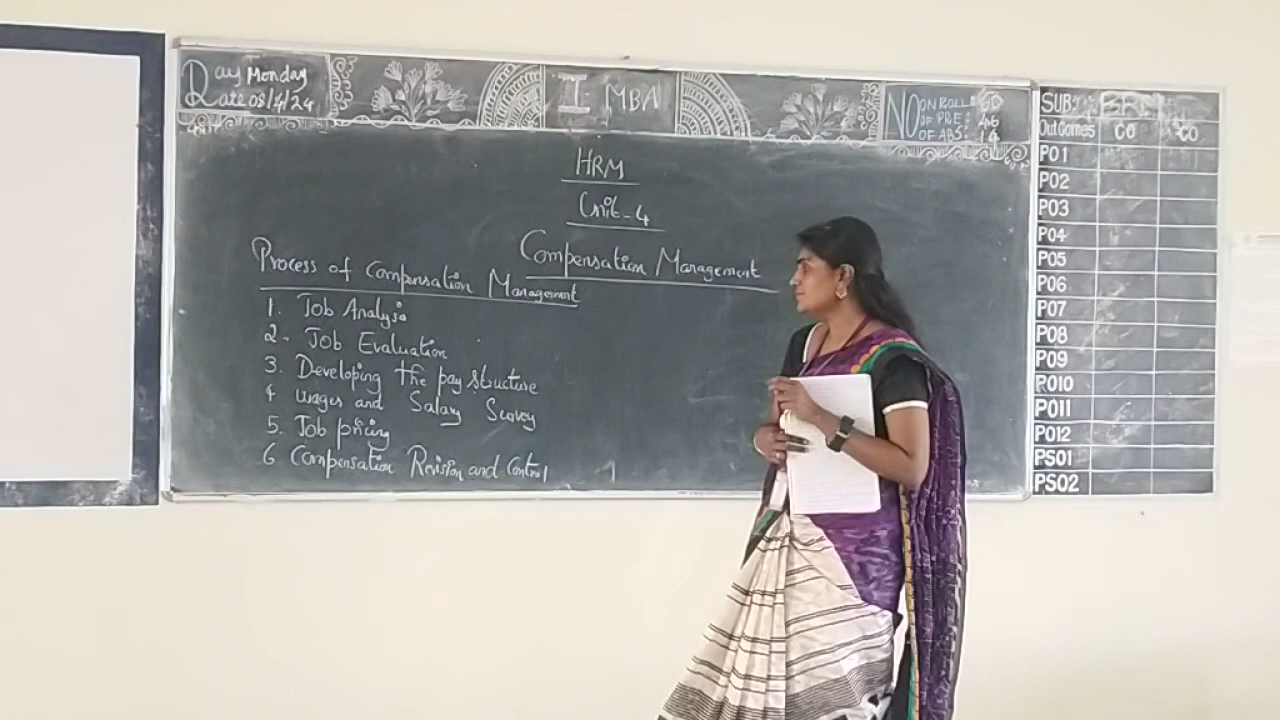 Day Monday
Date 08/4/24
I MBA
NO ON ROLL: 60
OF PRE: 46
OF ABS: 14
HRM
Unit-4
Compensation Management
Process of Compensation Management
1. Job Analysis
2. Job Evaluation
3. Developing the pay structure
4 Wages and Salary Survey
5. Job pricing
6 Compensation Revision and Control
SUB:
OutComes CO CO
PO1
PO2
PO3
PO4
PO5
PO6
PO7
PO8
PO9
PO10
PO11
PO12
PSO1
PSO2